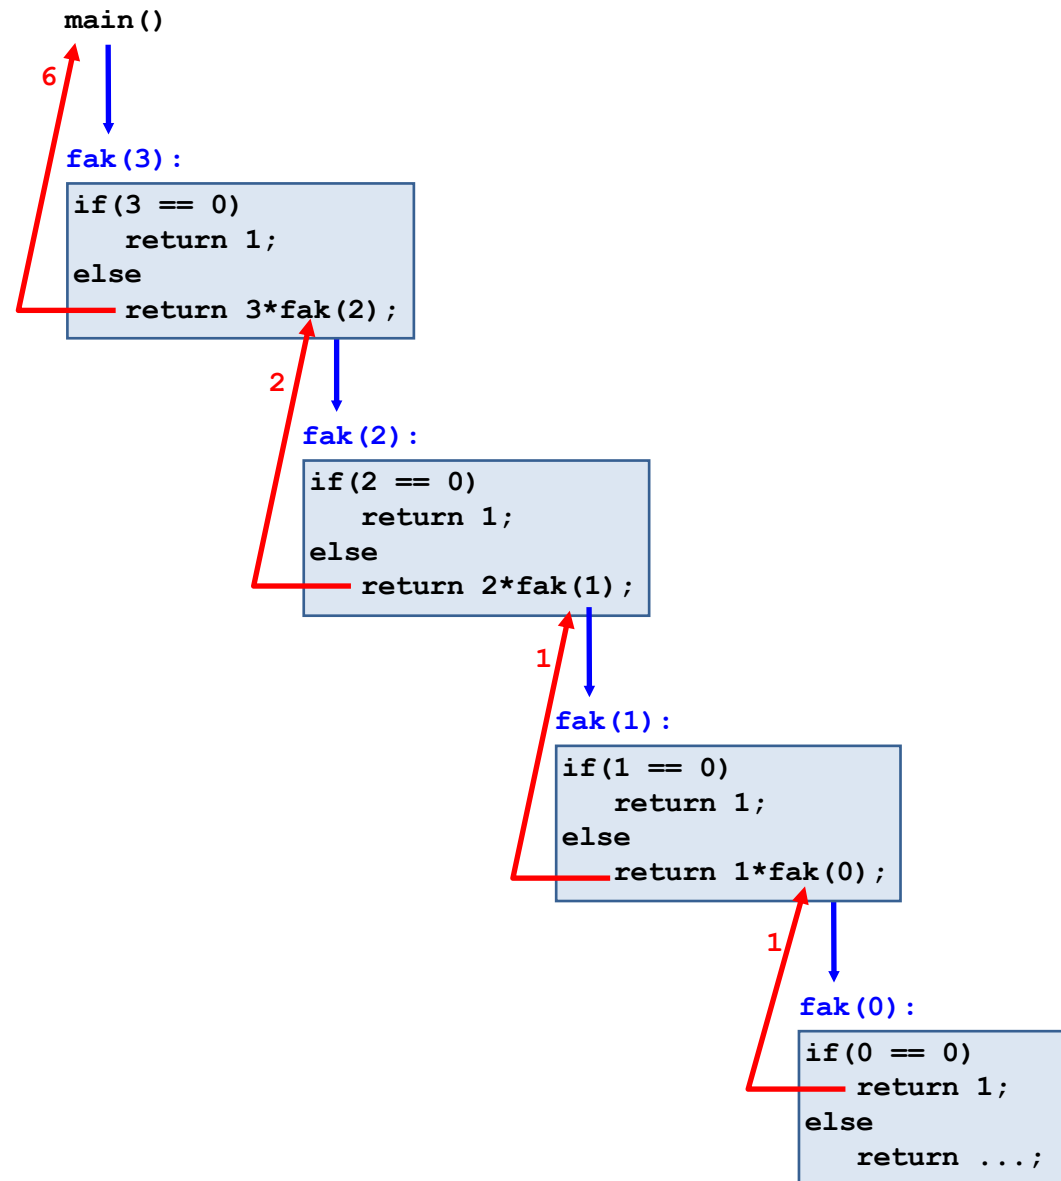 main()
6
fak(3):
if(3 == 0)
   return 1;
else
   return 3*fak(2);
2
fak(2):
if(2 == 0)
   return 1;
else
   return 2*fak(1);
1
fak(1):
if(1 == 0)
   return 1;
else
   return 1*fak(0);
1
fak(0):
if(0 == 0)
   return 1;
else
   return ...;